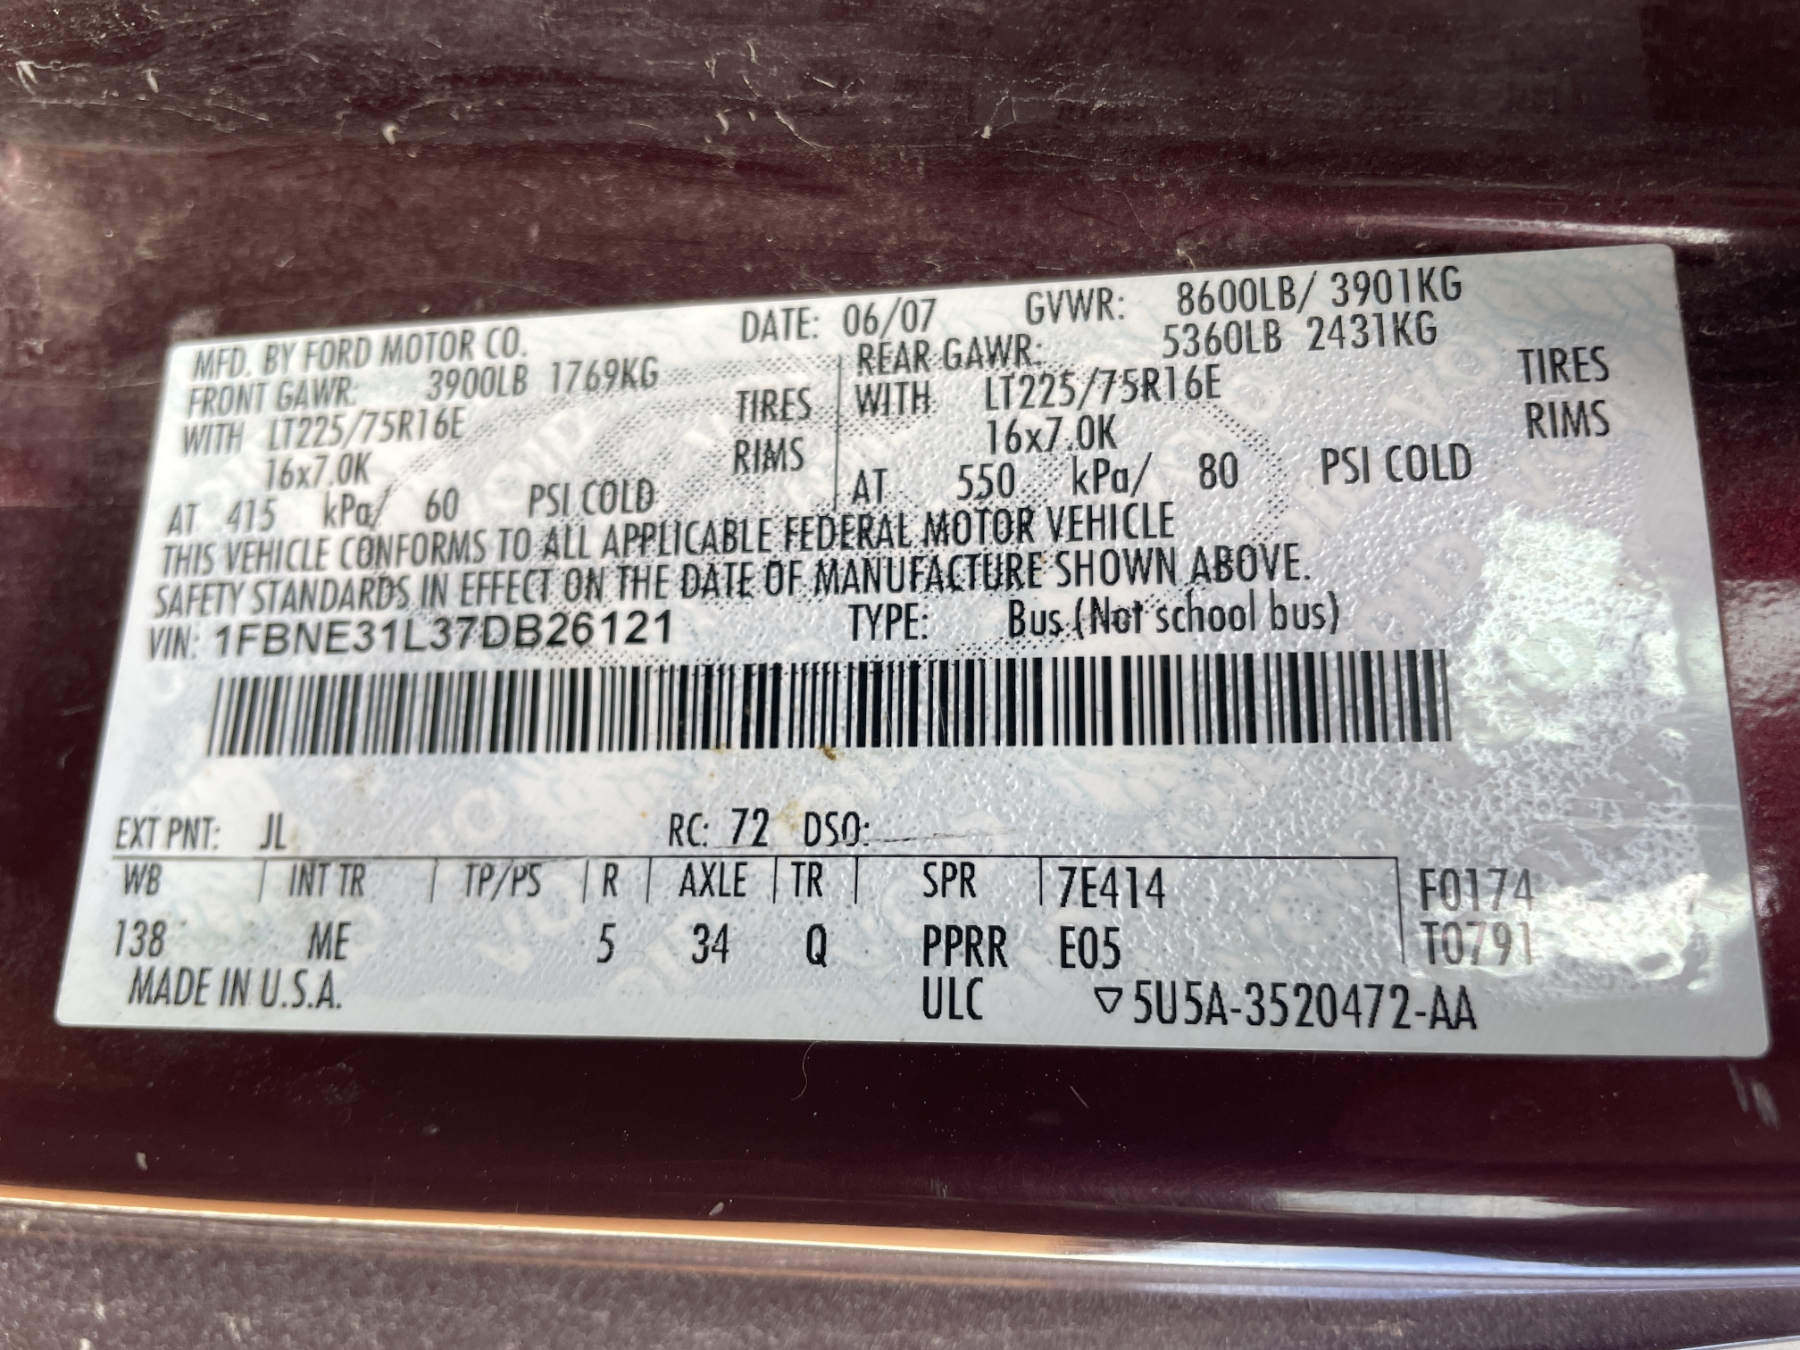 MFD. BY FORD MOTOR CO. DATE: 06/07 GVWR: 8600LB/ 3901KG
FRONT GAWR: 3900LB 1769KG REAR GAWR: 5360LB 2431KG
WITH LT225/75R16E TIRES WITH LT225/75R16E TIRES
16x7.0K RIMS 16x7.0K RIMS
AT 415 kPa/ 60 PSI COLD AT 550 kPa/ 80 PSI COLD
THIS VEHICLE CONFORMS TO ALL APPLICABLE FEDERAL MOTOR VEHICLE
SAFETY STANDARDS IN EFFECT ON THE DATE OF MANUFACTURE SHOWN ABOVE.
VIN: 1FBNE31L37DB26121 TYPE: Bus (Not school bus)
EXT PNT: JL RC: 72 DSO:
WB INT TR TP/PS R AXLE TR SPR 7E414 F0174
138 ME 5 34 Q PPRR E05 T0791
MADE IN U.S.A. ULC ▽5U5A-3520472-AA